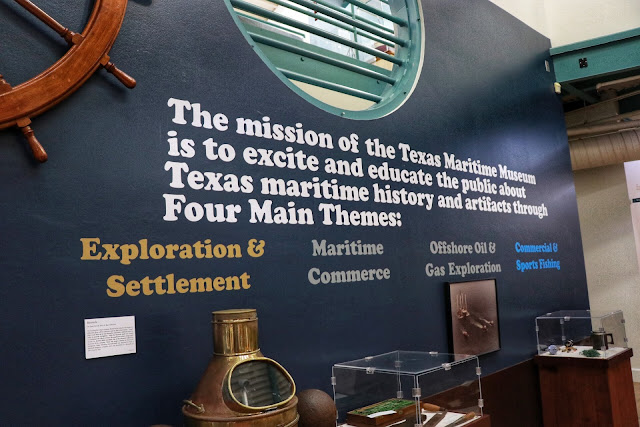 The mission of the Texas Maritime Museum
is to excite and educate the public about
Texas maritime history and artifacts through
Four Main Themes:
Exploration &
Settlement
Maritime
Commerce
Offshore Oil &
Gas Exploration
Commercial &
Sports Fishing